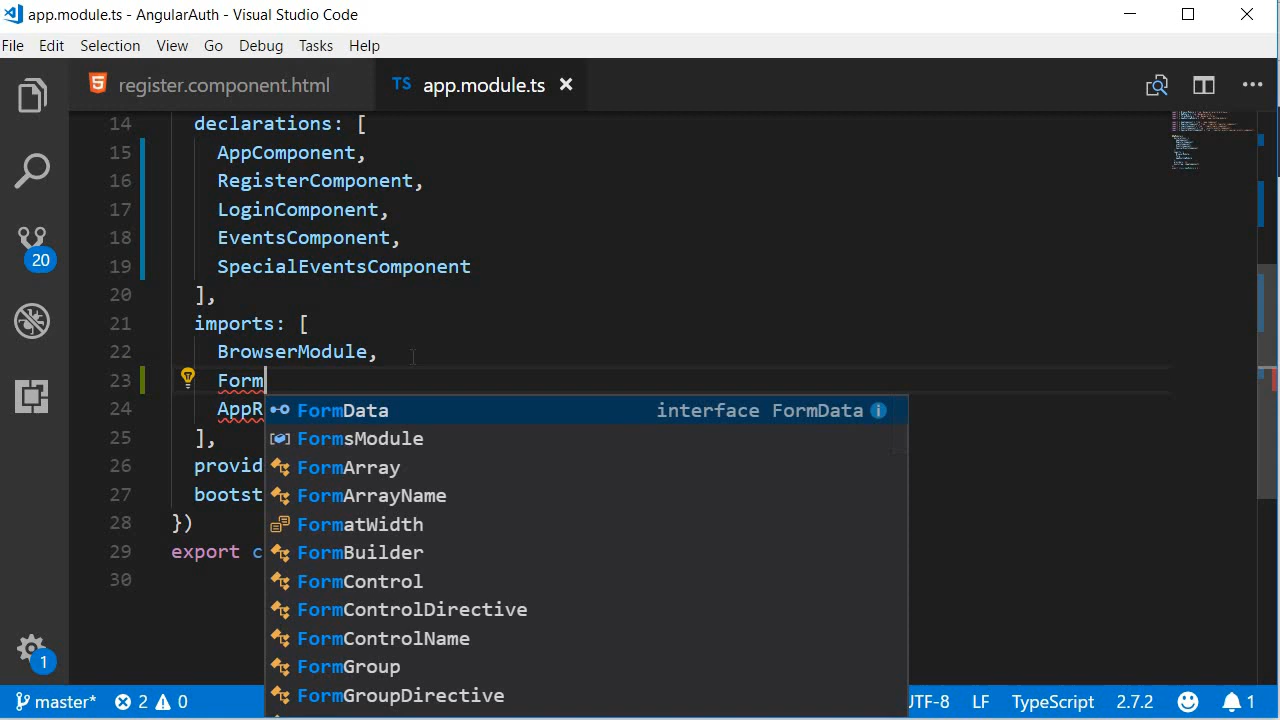 app.module.ts - AngularAuth - Visual Studio Code
File Edit Selection View Go Debug Tasks Help
register.component.html TS app.module.ts
14 declarations: [
15 AppComponent,
16 RegisterComponent,
17 LoginComponent,
18 EventsComponent,
19 SpecialEventsComponent
20 ],
21 imports: [
22 BrowserModule,
23 Form
24 AppR
FormData interface FormData
FormsModule
FormArray
FormArrayName
FormatWidth
FormBuilder
FormControl
FormControlDirective
FormControlName
FormGroup
FormGroupDirective
25 ],
26 provid
27 bootst
28 })
29 export c
30
20
1
master* 2 0 UTF-8 LF TypeScript 2.7.2 1